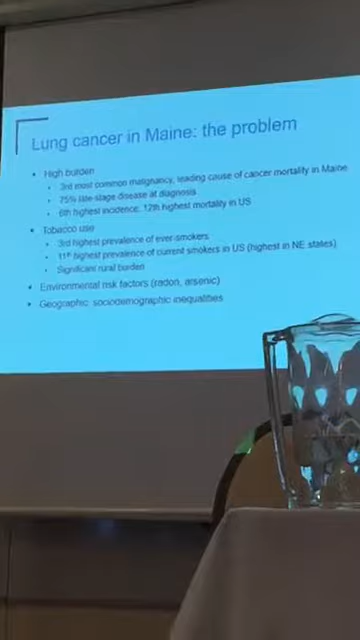 Lung cancer in Maine: the problem
• High burden
• 3rd most common malignancy, leading cause of cancer mortality in Maine
• 75% late-stage disease at diagnosis
• 6th highest incidence; 12th highest mortality in US
• Tobacco use
• 3rd highest prevalence of ever-smokers
• 11th highest prevalence of current smokers in US (highest in NE states)
• Significant rural burden
• Environmental risk factors (radon, arsenic)
• Geographic, sociodemographic inequalities